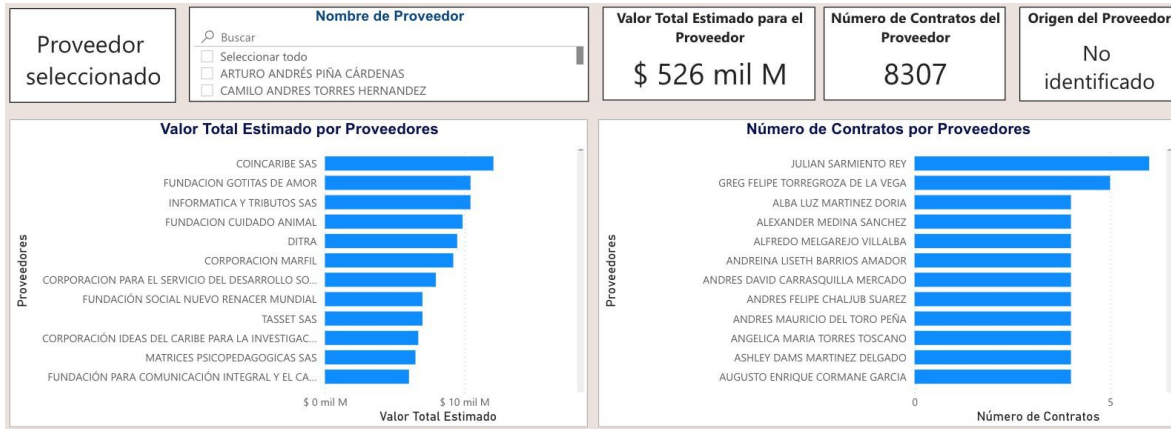 Proveedor
seleccionado
Nombre de Proveedor
Buscar
Seleccionar todo
ARTURO ANDRÉS PIÑA CÁRDENAS
CAMILO ANDRES TORRES HERNANDEZ
Valor Total Estimado para el
Proveedor
$ 526 mil M
Número de Contratos del
Proveedor
8307
Origen del Proveedor
No
identificado
Valor Total Estimado por Proveedores
Proveedores
COINCARIBE SAS
FUNDACION GOTITAS DE AMOR
INFORMATICA Y TRIBUTOS SAS
FUNDACION CUIDADO ANIMAL
DITRA
CORPORACION MARFIL
CORPORACION PARA EL SERVICIO DEL DESARROLLO SO...
FUNDACIÓN SOCIAL NUEVO RENACER MUNDIAL
TASSET SAS
CORPORACIÓN IDEAS DEL CARIBE PARA LA INVESTIGAC...
MATRICES PSICOPEDAGOGICAS SAS
FUNDACIÓN PARA COMUNICACIÓN INTEGRAL Y EL CA...
$ 0 mil M $ 10 mil M
Valor Total Estimado
Número de Contratos por Proveedores
Proveedores
JULIAN SARMIENTO REY
GREG FELIPE TORREGROZA DE LA VEGA
ALBA LUZ MARTINEZ DORIA
ALEXANDER MEDINA SANCHEZ
ALFREDO MELGAREJO VILLALBA
ANDREINA LISETH BARRIOS AMADOR
ANDRES DAVID CARRASQUILLA MERCADO
ANDRES FELIPE CHALJUB SUAREZ
ANDRES MAURICIO DEL TORO PEÑA
ANGELICA MARIA TORRES TOSCANO
ASHLEY DAMS MARTINEZ DELGADO
AUGUSTO ENRIQUE CORMANE GARCIA
0 5
Número de Contratos